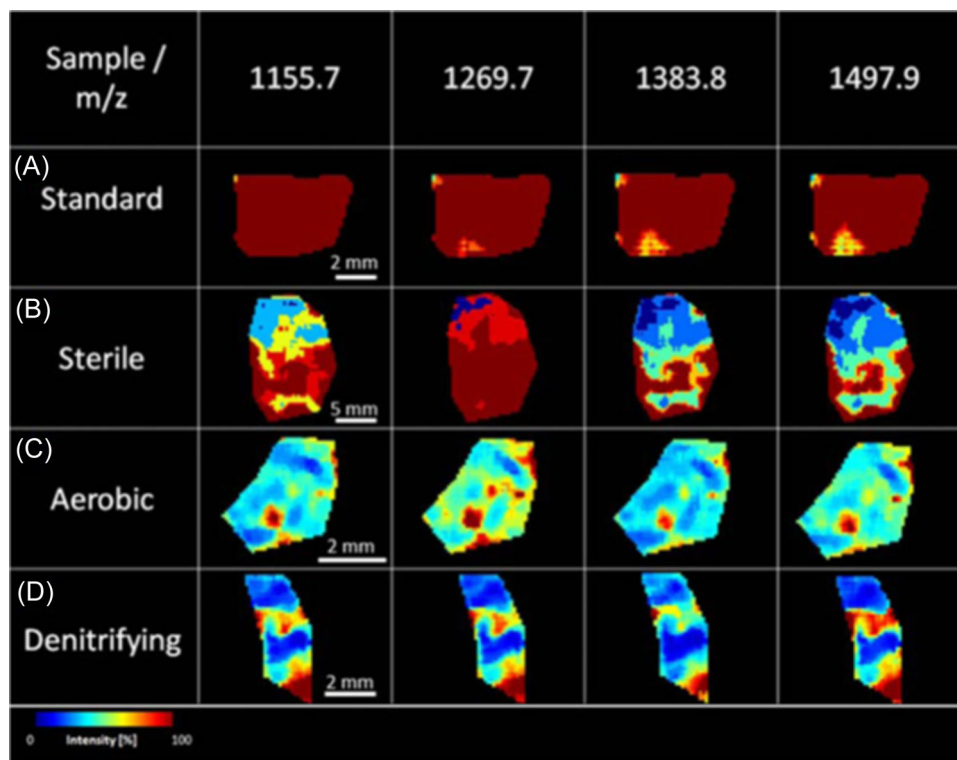 Sample /
m/z
1155.7
1269.7
1383.8
1497.9
(A)
Standard
2 mm
(B)
Sterile
5 mm
(C)
Aerobic
2 mm
(D)
Denitrifying
2 mm
0 Intensity [%] 100